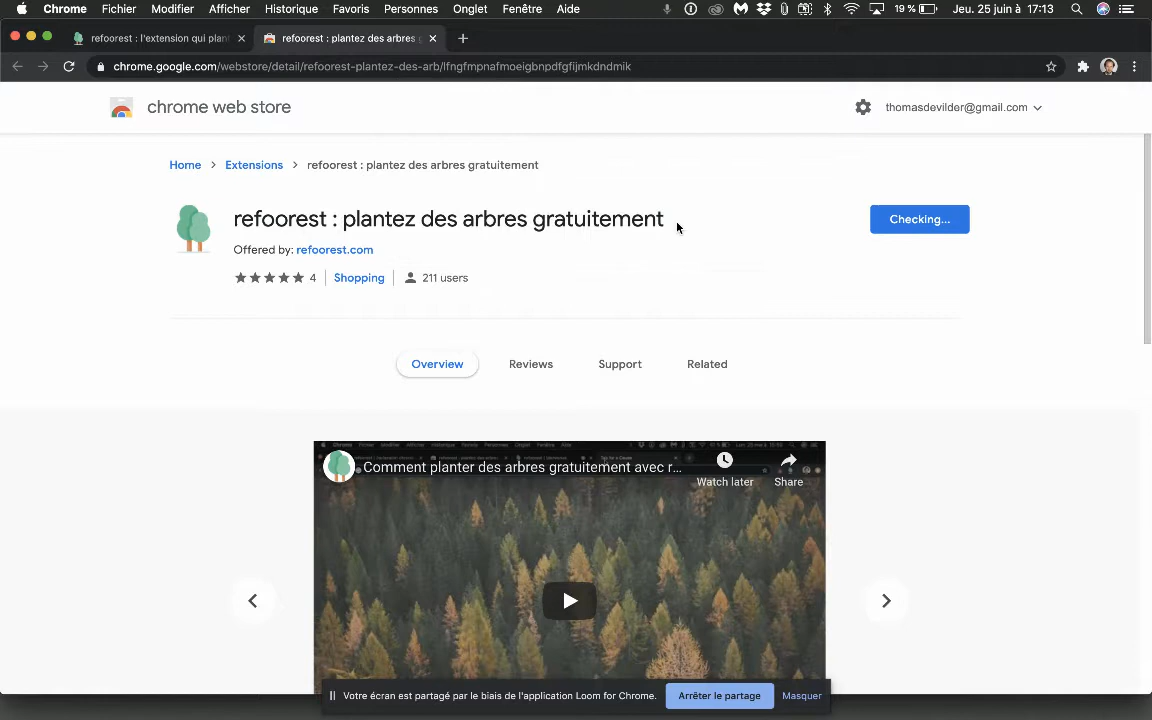 Chrome Fichier Modifier Afficher Historique Favoris Personnes Onglet Fenêtre Aide 19 % Jeu. 25 juin à 17:13
refoorest : l'extension qui plant
refoorest : plantez des arbres g
chrome.google.com/webstore/detail/refoorest-plantez-des-arb/lfngfmpnafmoeigbnpdfgfijmkdndmik
chrome web store
thomasdevilder@gmail.com
Home > Extensions > refoorest : plantez des arbres gratuitement
refoorest : plantez des arbres gratuitement
Checking...
Offered by: refoorest.com
★★★★★ 4 | Shopping | 211 users
Overview Reviews Support Related
Comment planter des arbres gratuitement avec r...
Watch later Share
Votre écran est partagé par le biais de l'application Loom for Chrome. Arrêter le partage Masquer